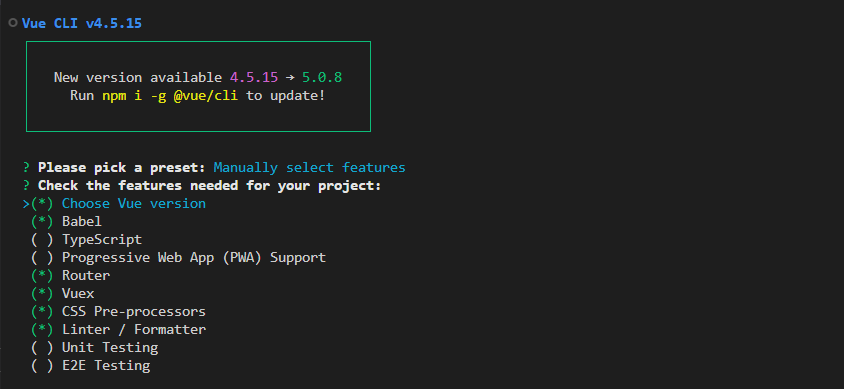 Vue CLI v4.5.15
New version available 4.5.15 → 5.0.8
Run npm i -g @vue/cli to update!
? Please pick a preset: Manually select features
? Check the features needed for your project:
>(*) Choose Vue version
(*) Babel
( ) TypeScript
( ) Progressive Web App (PWA) Support
(*) Router
(*) Vuex
(*) CSS Pre-processors
(*) Linter / Formatter
( ) Unit Testing
( ) E2E Testing